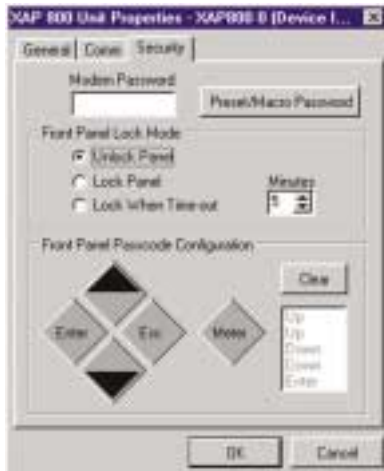 XAP 800 Unit Properties - XAP800 0 (Device I...
General Comm Security
Modem Password
Preset/Macro Password
Front Panel Lock Mode
Unlock Panel
Lock Panel
Lock When Time-out
Minutes
5
Front Panel Passcode Configuration
Clear
Enter
Esc
Meter
Up
Up
Down
Down
Enter
OK
Cancel